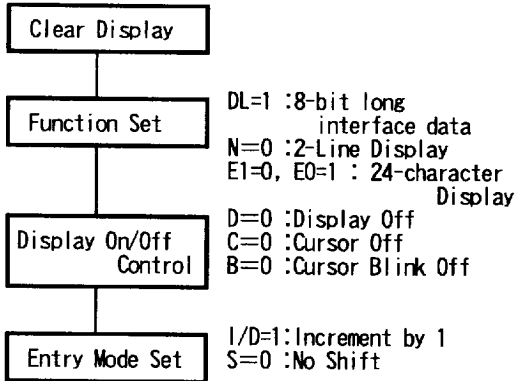 Clear Display
Function Set
DL=1 :8-bit long
interface data
N=0 :2-Line Display
E1=0, E0=1 : 24-character
Display
Display On/Off
Control
D=0 :Display Off
C=0 :Cursor Off
B=0 :Cursor Blink Off
Entry Mode Set
I/D=1:Increment by 1
S=0 :No Shift